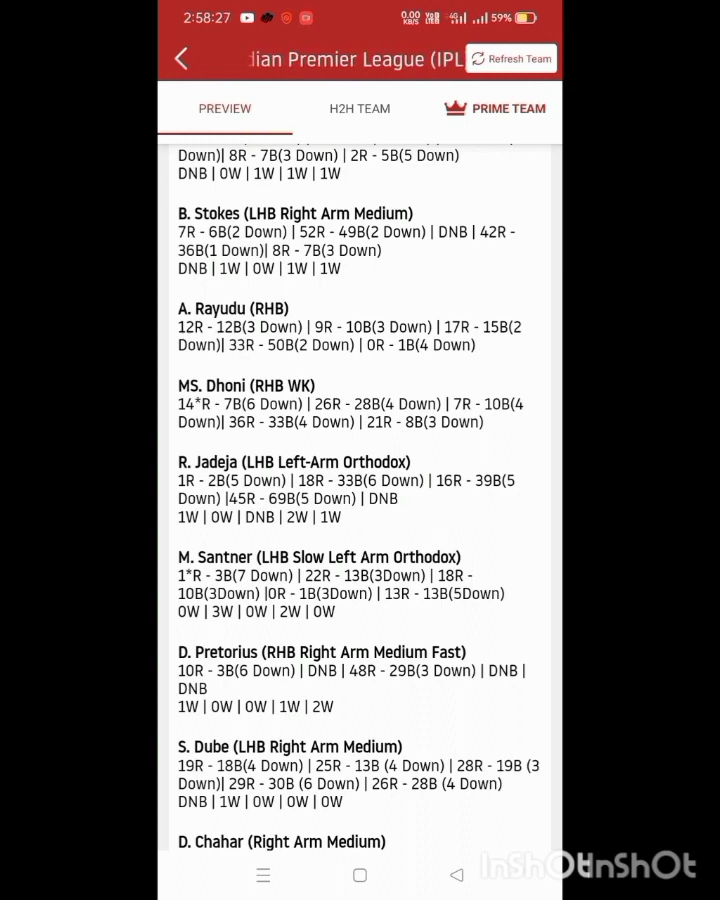 2:58:27 0.00 KB/S Vo LTE 4G 59%
dian Premier League (IPL Refresh Team
PREVIEW H2H TEAM PRIME TEAM
Down)| 8R - 7B(3 Down) | 2R - 5B(5 Down)
DNB | 0W | 1W | 1W | 1W
B. Stokes (LHB Right Arm Medium)
7R - 6B(2 Down) | 52R - 49B(2 Down) | DNB | 42R -
36B(1 Down)| 8R - 7B(3 Down)
DNB | 1W | 0W | 1W | 1W
A. Rayudu (RHB)
12R - 12B(3 Down) | 9R - 10B(3 Down) | 17R - 15B(2
Down)| 33R - 50B(2 Down) | 0R - 1B(4 Down)
MS. Dhoni (RHB WK)
14*R - 7B(6 Down) | 26R - 28B(4 Down) | 7R - 10B(4
Down)| 36R - 33B(4 Down) | 21R - 8B(3 Down)
R. Jadeja (LHB Left-Arm Orthodox)
1R - 2B(5 Down) | 18R - 33B(6 Down) | 16R - 39B(5
Down) |45R - 69B(5 Down) | DNB
1W | 0W | DNB | 2W | 1W
M. Santner (LHB Slow Left Arm Orthodox)
1*R - 3B(7 Down) | 22R - 13B(3Down) | 18R -
10B(3Down) |0R - 1B(3Down) | 13R - 13B(5Down)
0W | 3W | 0W | 2W | 0W
D. Pretorius (RHB Right Arm Medium Fast)
10R - 3B(6 Down) | DNB | 48R - 29B(3 Down) | DNB |
DNB
1W | 0W | 0W | 1W | 2W
S. Dube (LHB Right Arm Medium)
19R - 18B(4 Down) | 25R - 13B (4 Down) | 28R - 19B (3
Down)| 29R - 30B (6 Down) | 26R - 28B (4 Down)
DNB | 1W | 0W | 0W | 0W
D. Chahar (Right Arm Medium)
InShOt InShOt